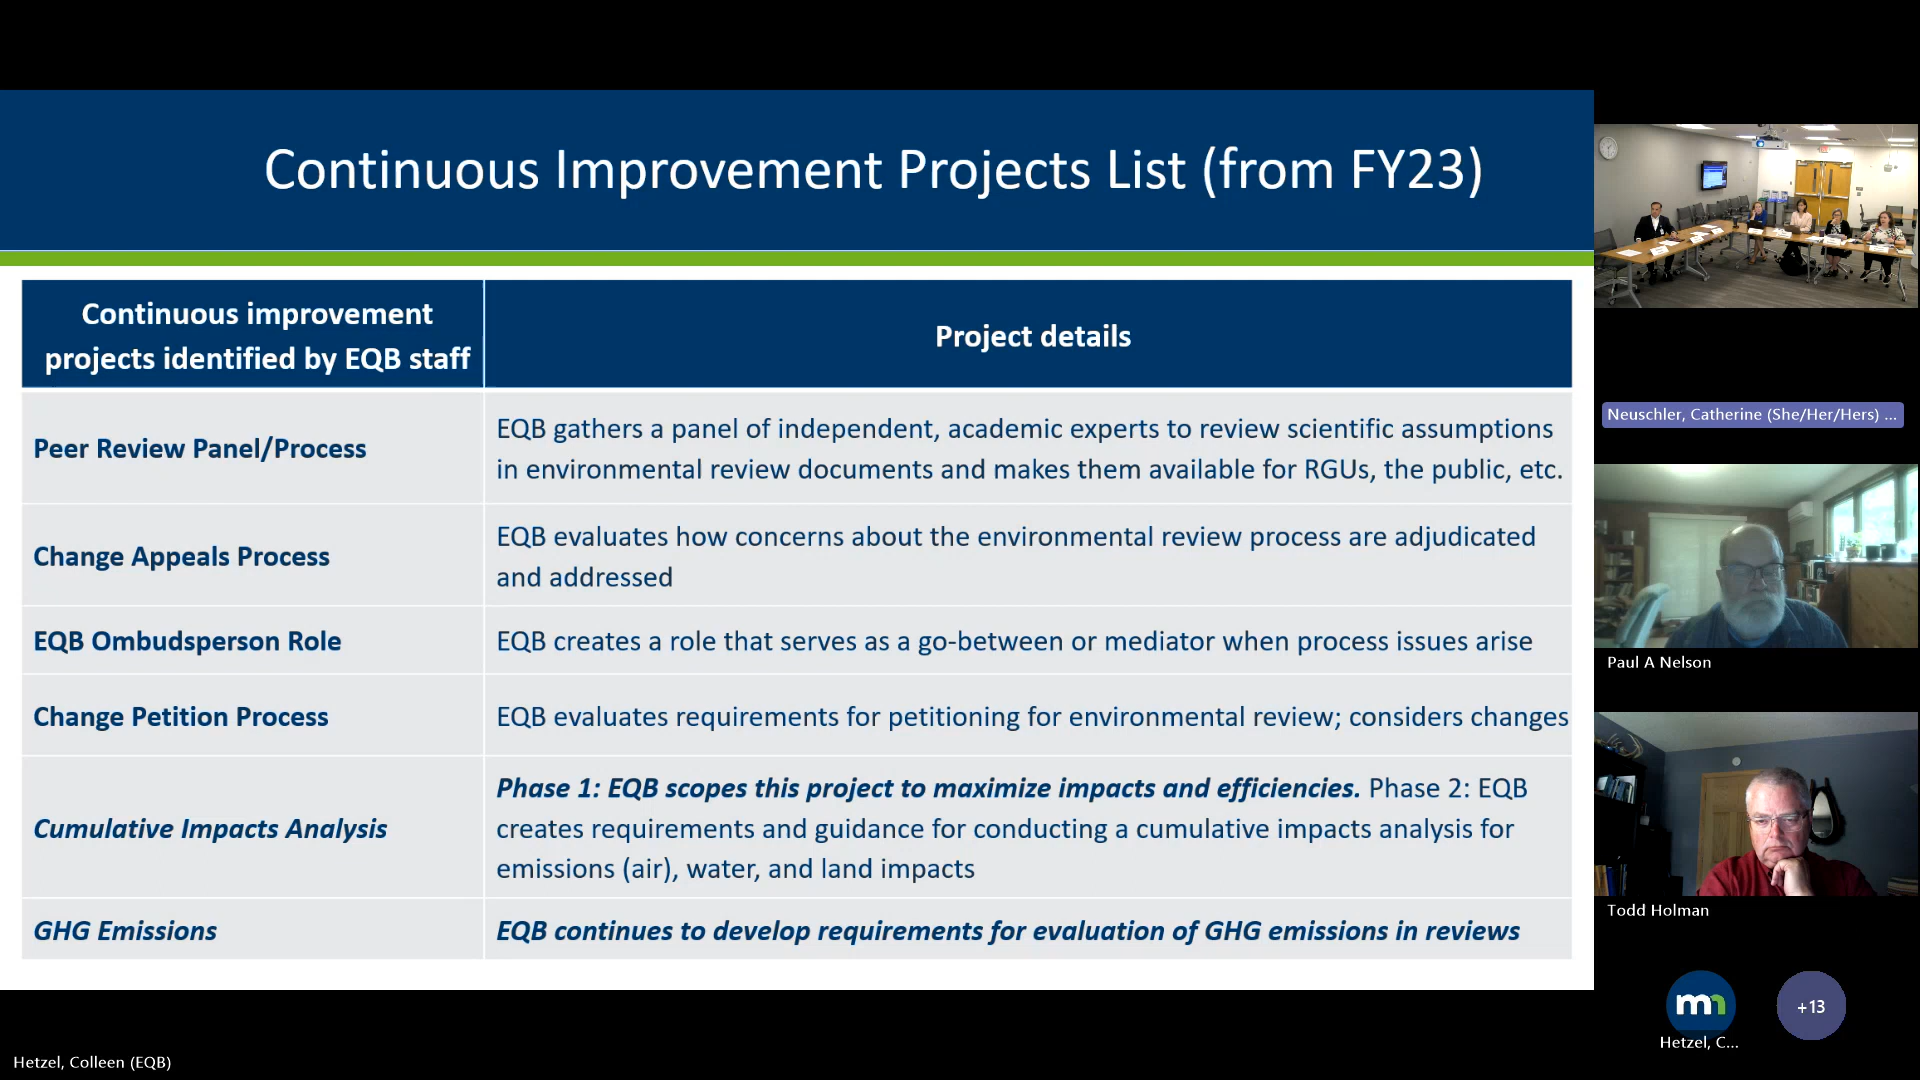 Continuous Improvement Projects List (from FY23)
Continuous improvement
projects identified by EQB staff
Project details
Peer Review Panel/Process
EQB gathers a panel of independent, academic experts to review scientific assumptions
in environmental review documents and makes them available for RGUs, the public, etc.
Change Appeals Process
EQB evaluates how concerns about the environmental review process are adjudicated
and addressed
EQB Ombudsperson Role
EQB creates a role that serves as a go-between or mediator when process issues arise
Change Petition Process
EQB evaluates requirements for petitioning for environmental review; considers changes
Cumulative Impacts Analysis
Phase 1: EQB scopes this project to maximize impacts and efficiencies. Phase 2: EQB
creates requirements and guidance for conducting a cumulative impacts analysis for
emissions (air), water, and land impacts
GHG Emissions
EQB continues to develop requirements for evaluation of GHG emissions in reviews
Neuschler, Catherine (She/Her/Hers) ...
Paul A Nelson
Todd Holman
mn
+13
Hetzel, C...
Hetzel, Colleen (EQB)